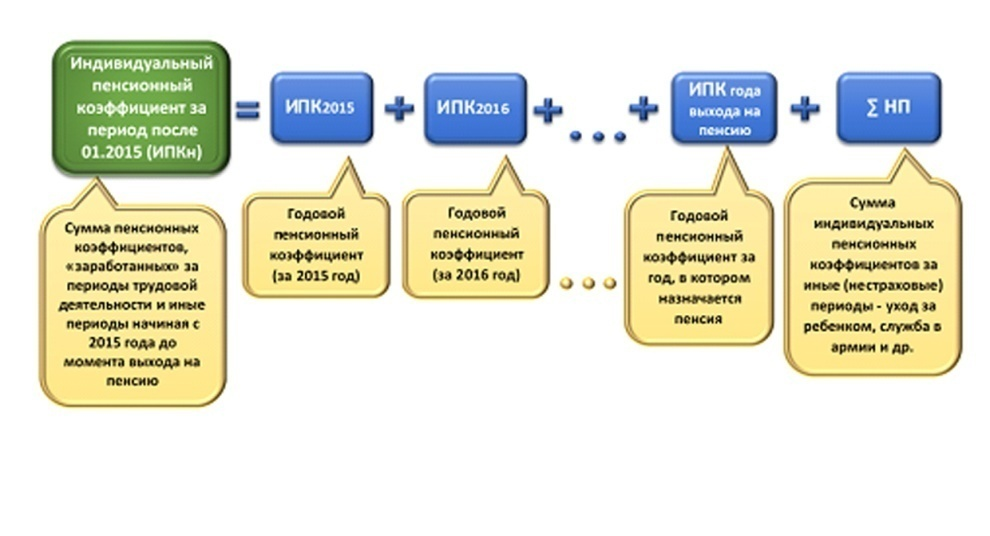 Индивидуальный
пенсионный
коэффициент за
период после
01.2015 (ИПКн)
=
ИПК2015
+
ИПК2016
+
...
+
ИПК года
выхода на
пенсию
+
∑ НП
Сумма пенсионных
коэффициентов,
«заработанных» за
периоды трудовой
деятельности и иные
периоды начиная с
2015 года до
момента выхода на
пенсию
Годовой
пенсионный
коэффициент
(за 2015 год)
Годовой
пенсионный
коэффициент
(за 2016 год)
...
Годовой
пенсионный
коэффициент за
год, в котором
назначается
пенсия
Сумма
индивидуальных
пенсионных
коэффициентов за
иные (нестраховые)
периоды - уход за
ребенком, служба в
армии и др.